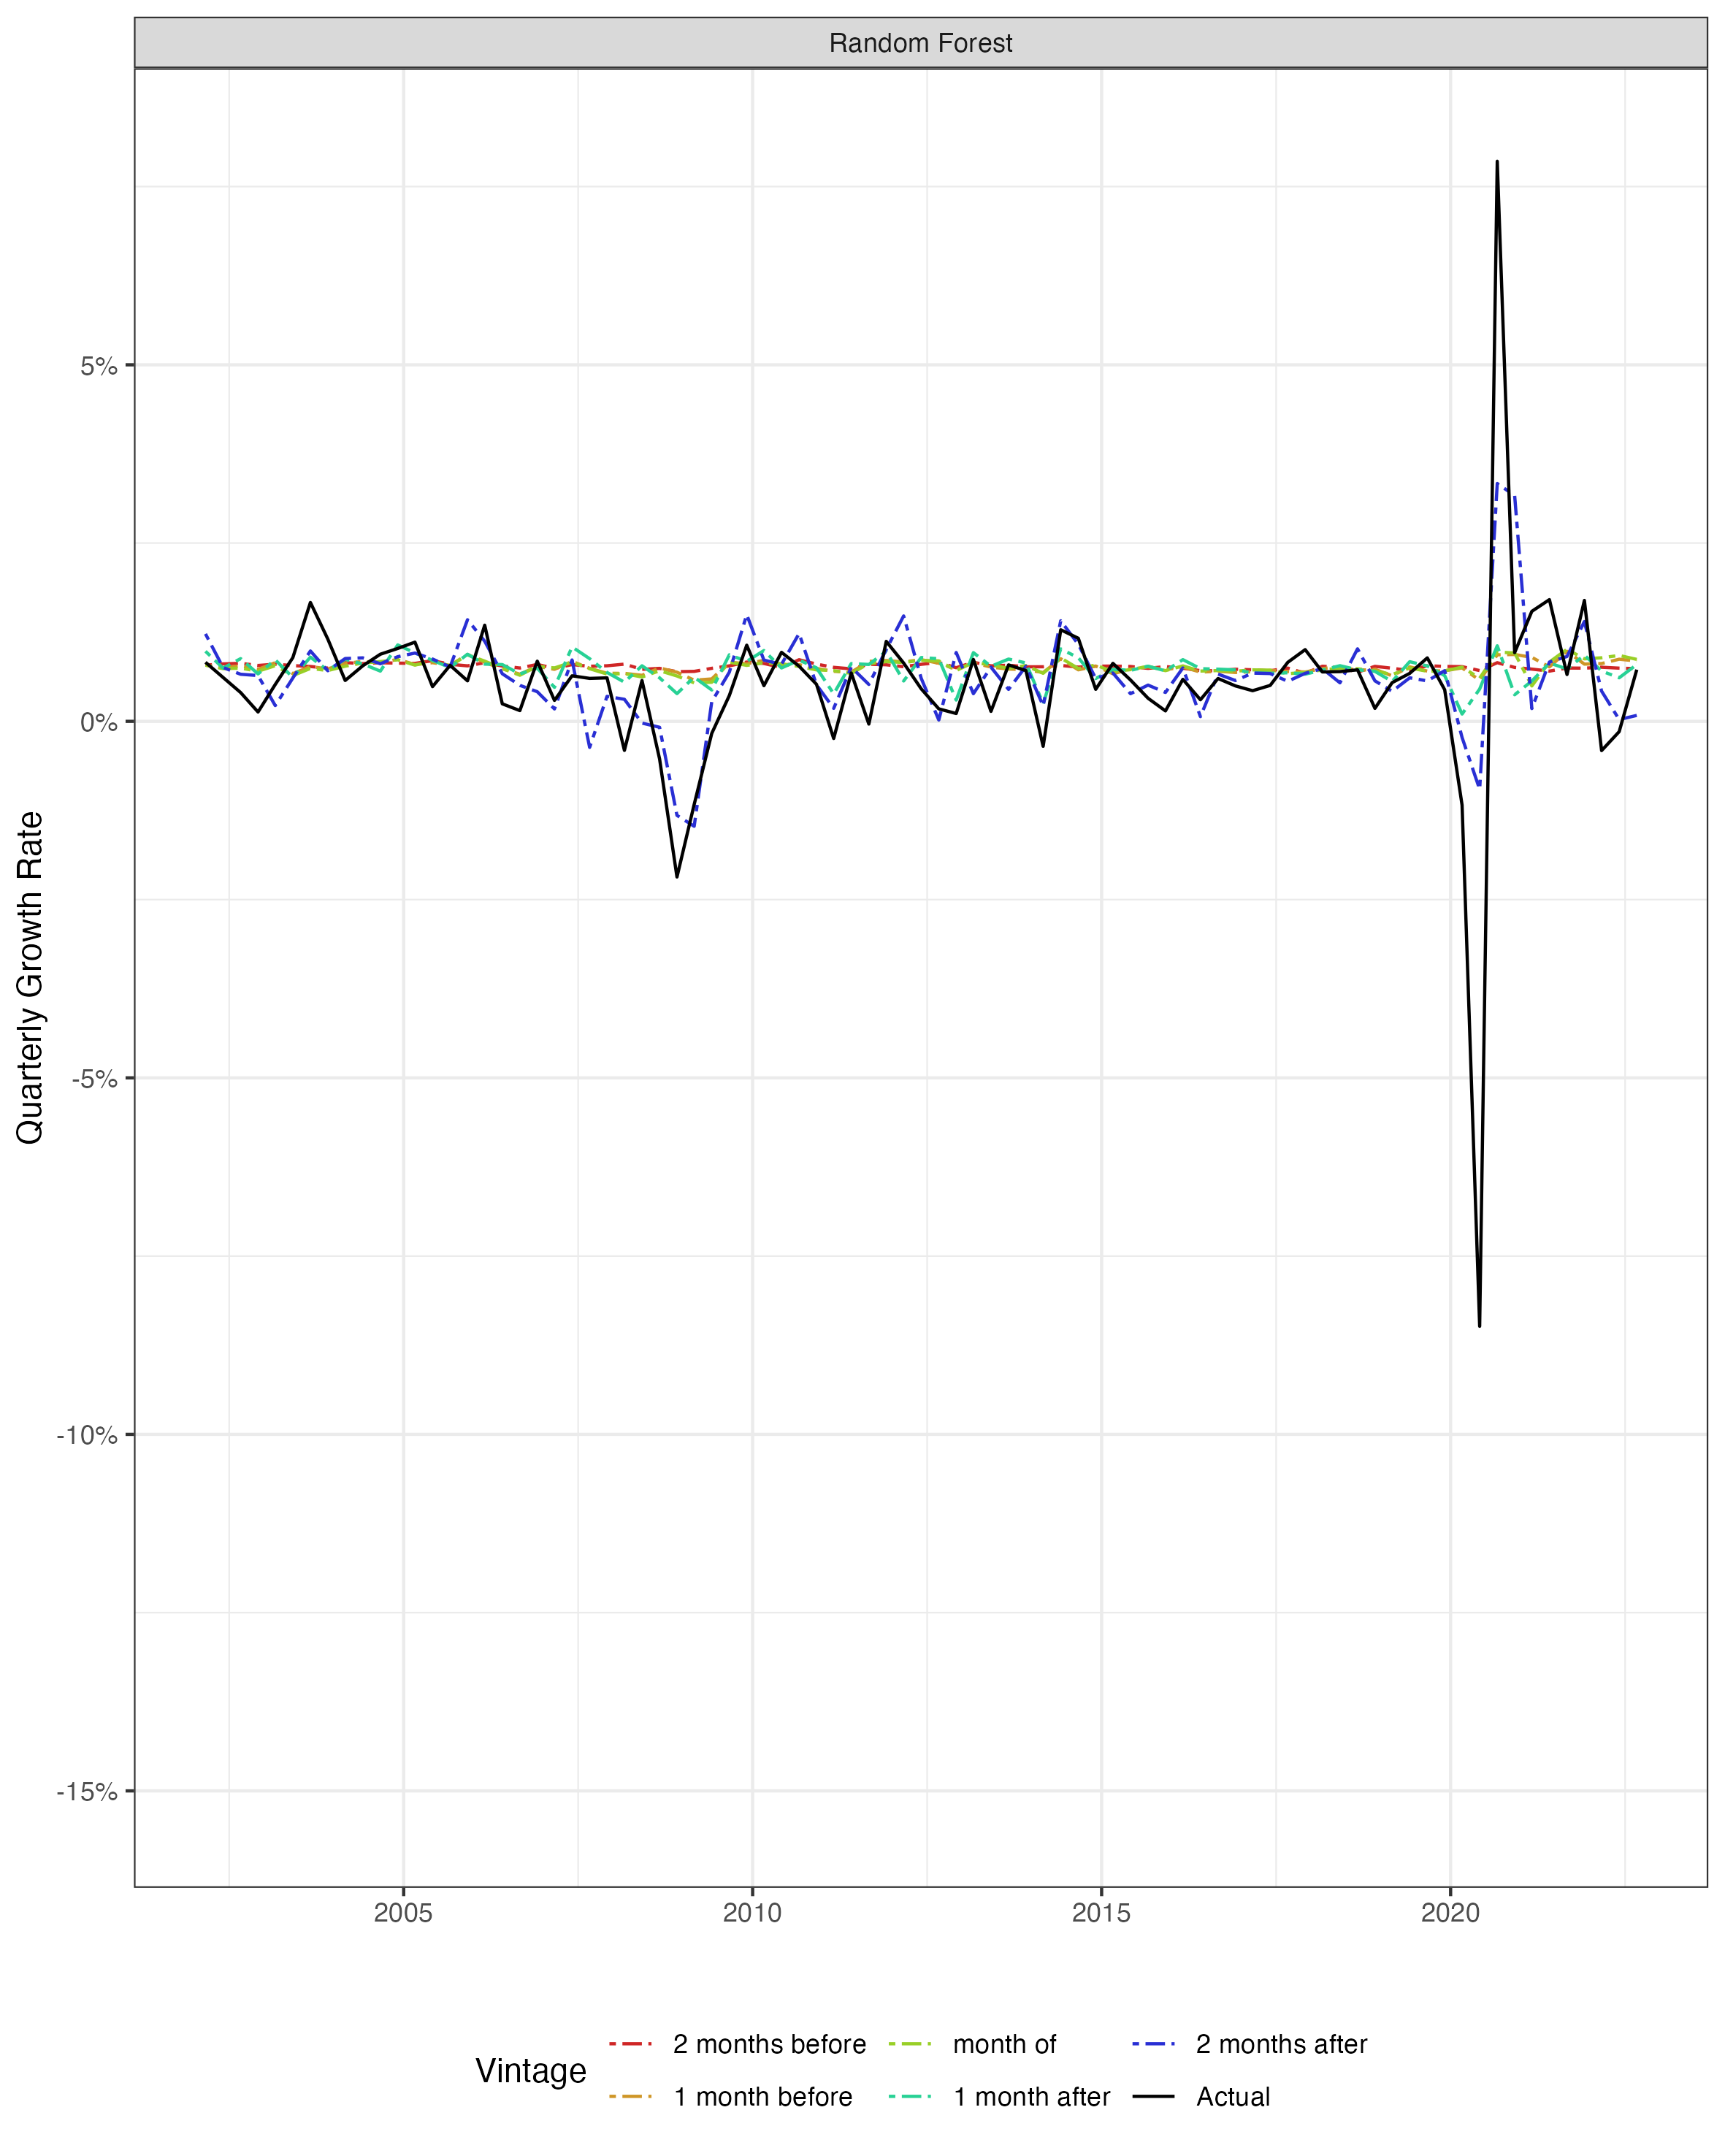 Random Forest
5%
0%
-5%
-10%
-15%
Quarterly Growth Rate
2005 2010 2015 2020
Vintage
2 months before month of 2 months after
1 month before 1 month after Actual